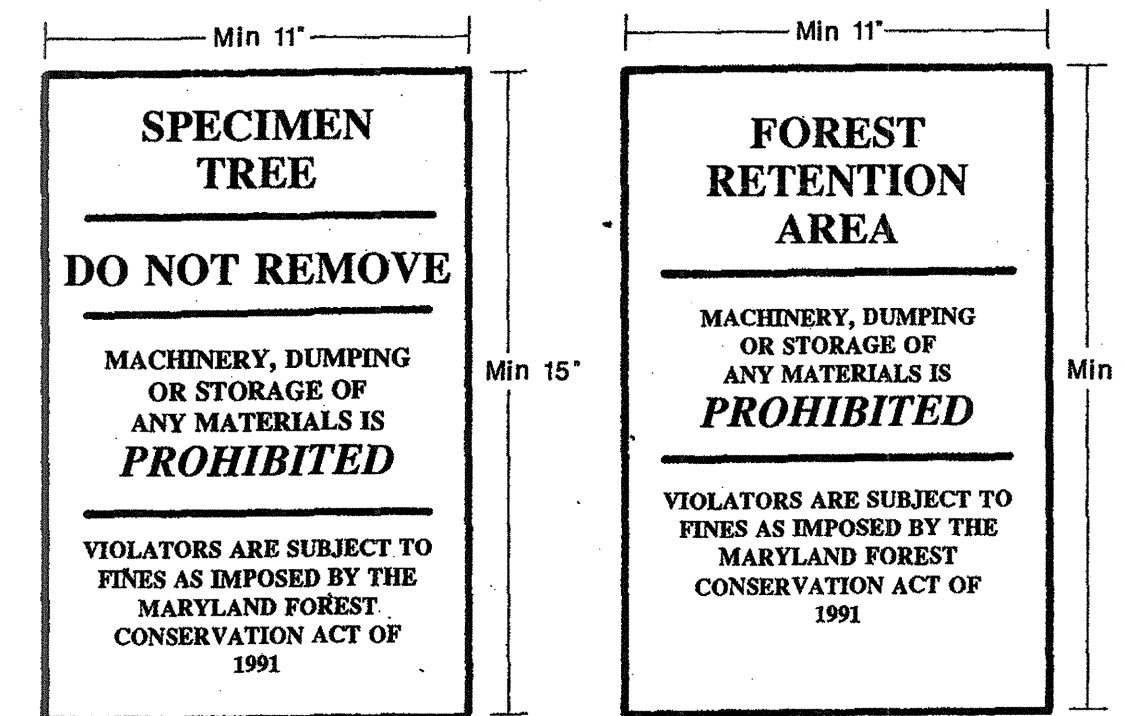 Min 11"
SPECIMEN
TREE
DO NOT REMOVE
MACHINERY, DUMPING
OR STORAGE OF
ANY MATERIALS IS
PROHIBITED
VIOLATORS ARE SUBJECT TO
FINES AS IMPOSED BY THE
MARYLAND FOREST
CONSERVATION ACT OF
1991
Min 15"
Min 11"
FOREST
RETENTION
AREA
MACHINERY, DUMPING
OR STORAGE OF
ANY MATERIALS IS
PROHIBITED
VIOLATORS ARE SUBJECT TO
FINES AS IMPOSED BY THE
MARYLAND FOREST
CONSERVATION ACT OF
1991
Min